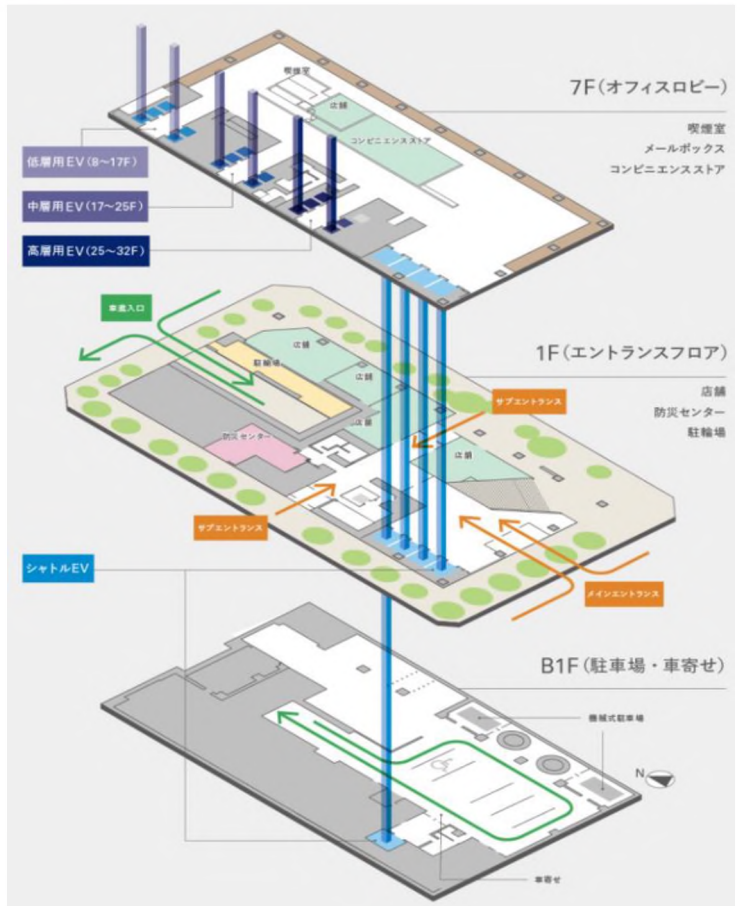 7F(オフィスロビー)
喫煙室
メールボックス
コンビニエンスストア
喫煙室
店舗
コンビニエンスストア
低層用EV(8〜17F)
中層用EV(17〜25F)
高層用EV(25〜32F)
1F(エントランスフロア)
店舗
防災センター
駐輪場
車進入口
店舗
駐輪場
店舗
店舗
防災センター
店舗
サブエントランス
サブエントランス
メインエントランス
シャトルEV
B1F(駐車場・車寄せ)
機械式駐車場
N
車寄せ